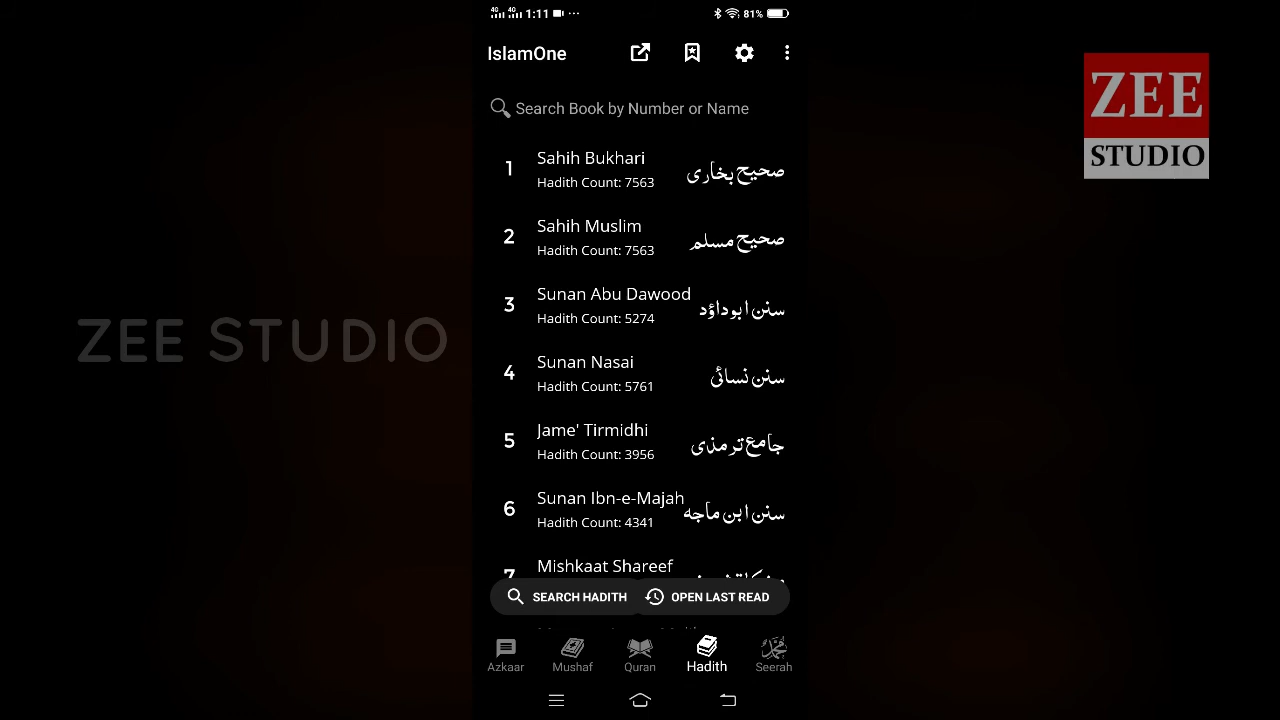 4G 4G 1:11 81%
IslamOne
ZEE
STUDIO
Search Book by Number or Name
1 Sahih Bukhari صحیح بخاری
Hadith Count: 7563
2 Sahih Muslim صحیح مسلم
Hadith Count: 7563
3 Sunan Abu Dawood سنن ابوداؤد
Hadith Count: 5274
ZEE STUDIO
4 Sunan Nasai سنن نسائی
Hadith Count: 5761
5 Jame' Tirmidhi جامع ترمذی
Hadith Count: 3956
6 Sunan Ibn-e-Majah سنن ابن ماجه
Hadith Count: 4341
7 Mishkaat Shareef
SEARCH HADITH OPEN LAST READ
Azkaar Mushaf Quran Hadith Seerah